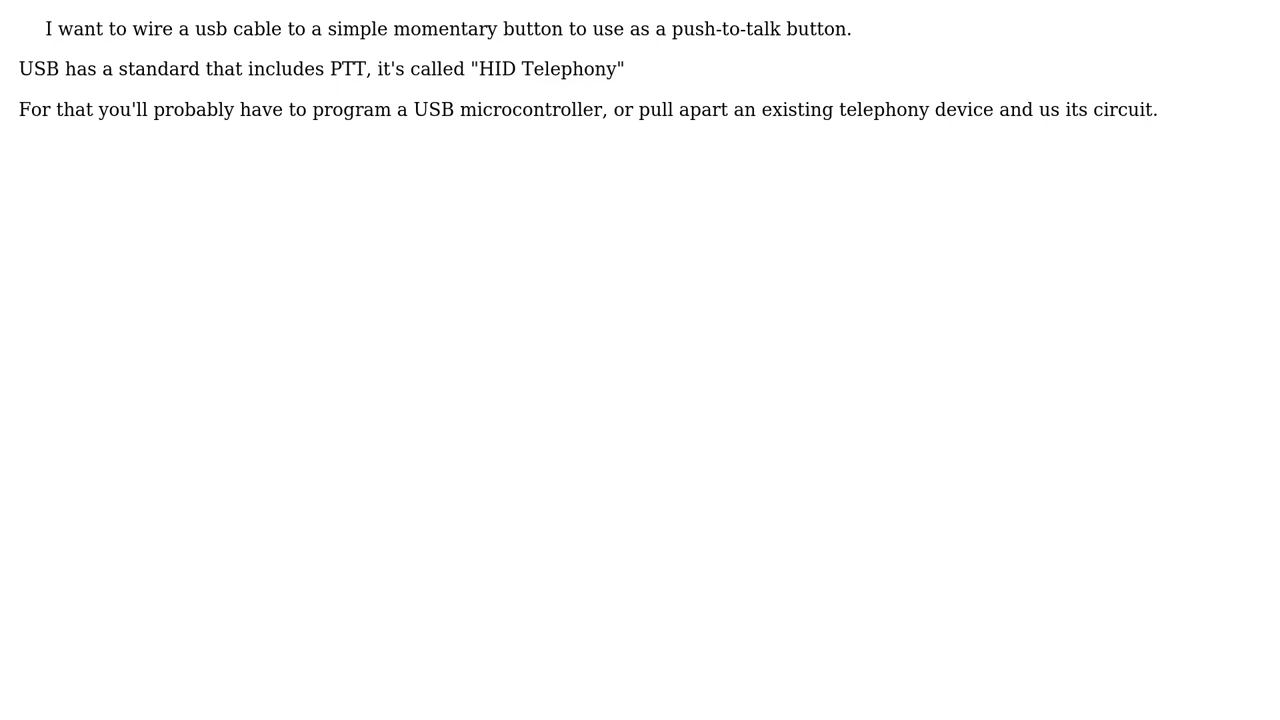 I want to wire a usb cable to a simple momentary button to use as a push-to-talk button.
USB has a standard that includes PTT, it's called "HID Telephony"
For that you'll probably have to program a USB microcontroller, or pull apart an existing telephony device and us its circuit.